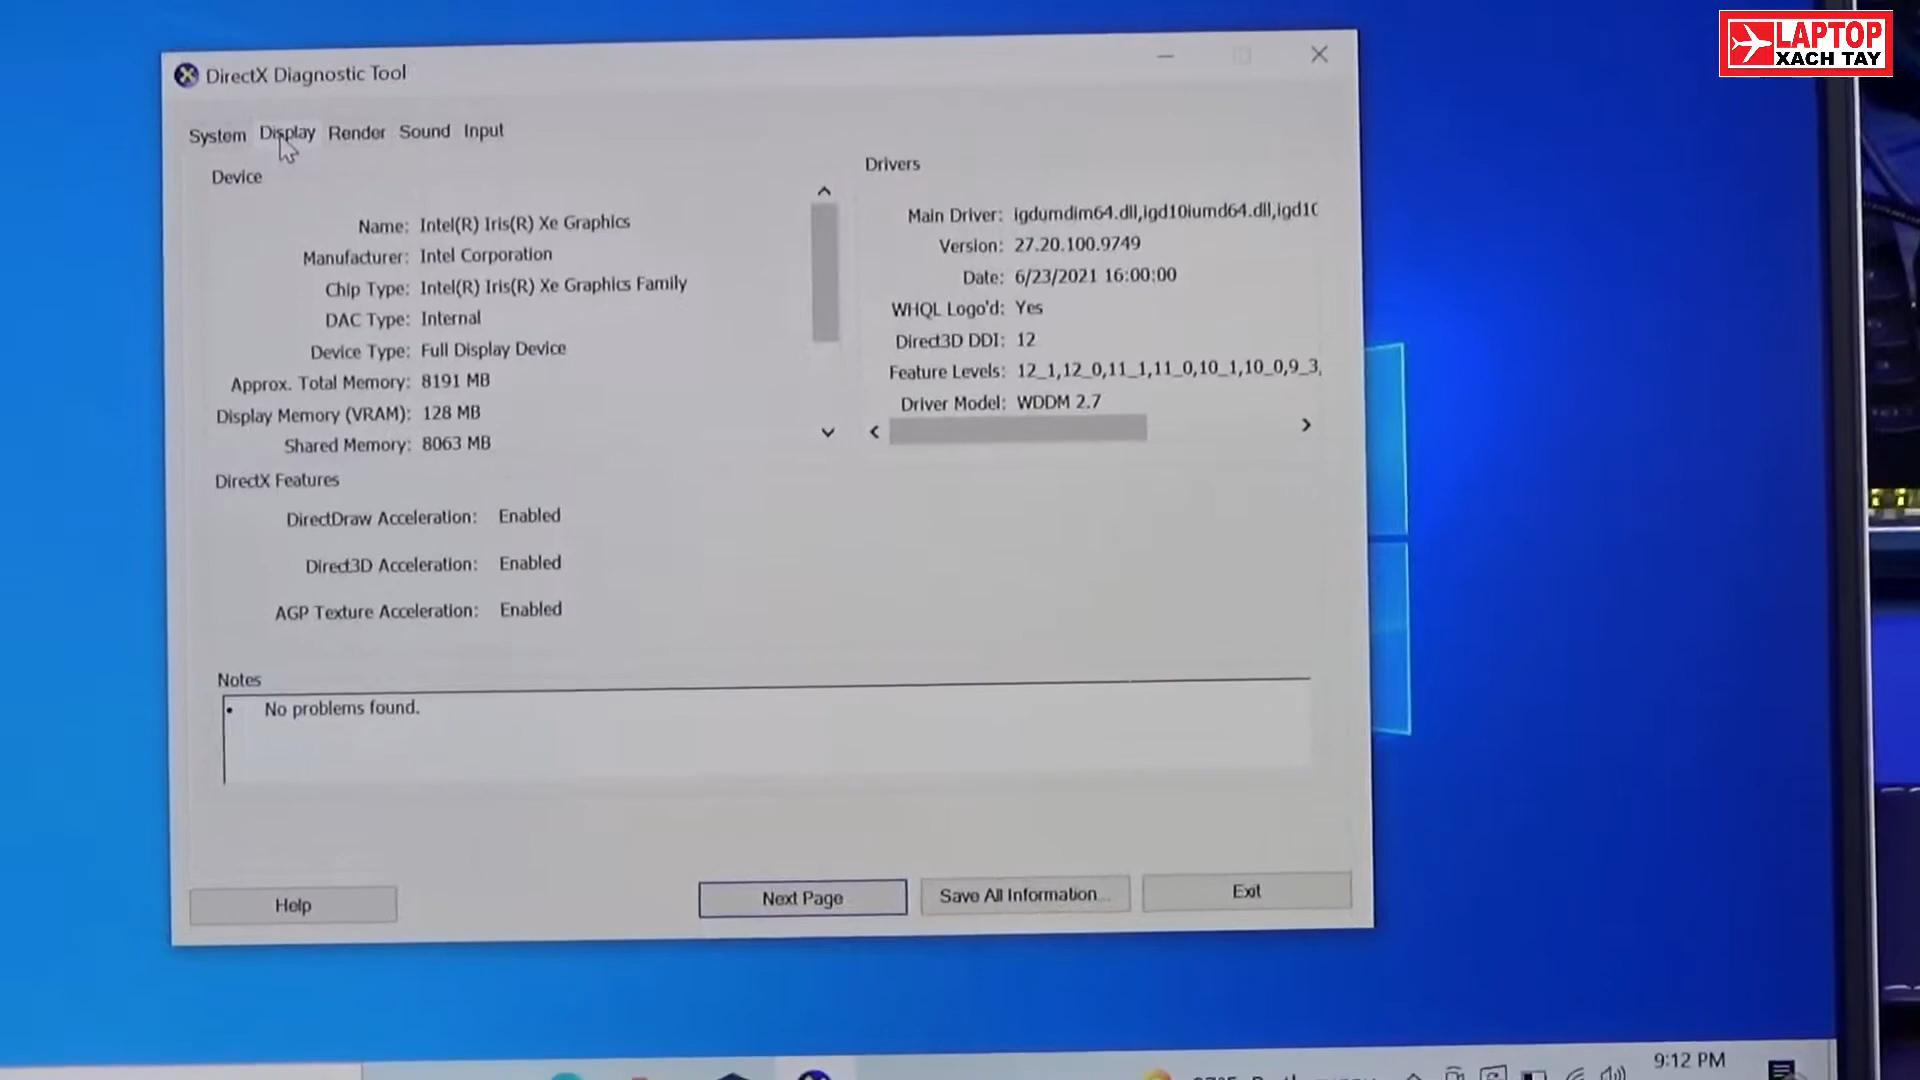 LAPTOP
XACH TAY
DirectX Diagnostic Tool
System Display Render Sound Input
Device
Name: Intel(R) Iris(R) Xe Graphics
Manufacturer: Intel Corporation
Chip Type: Intel(R) Iris(R) Xe Graphics Family
DAC Type: Internal
Device Type: Full Display Device
Approx. Total Memory: 8191 MB
Display Memory (VRAM): 128 MB
Shared Memory: 8063 MB
Drivers
Main Driver: igdumdim64.dll,igd10iumd64.dll,igd10
Version: 27.20.100.9749
Date: 6/23/2021 16:00:00
WHQL Logo'd: Yes
Direct3D DDI: 12
Feature Levels: 12_1,12_0,11_1,11_0,10_1,10_0,9_3,
Driver Model: WDDM 2.7
DirectX Features
DirectDraw Acceleration: Enabled
Direct3D Acceleration: Enabled
AGP Texture Acceleration: Enabled
Notes
• No problems found.
Help
Next Page
Save All Information...
Exit
9:12 PM